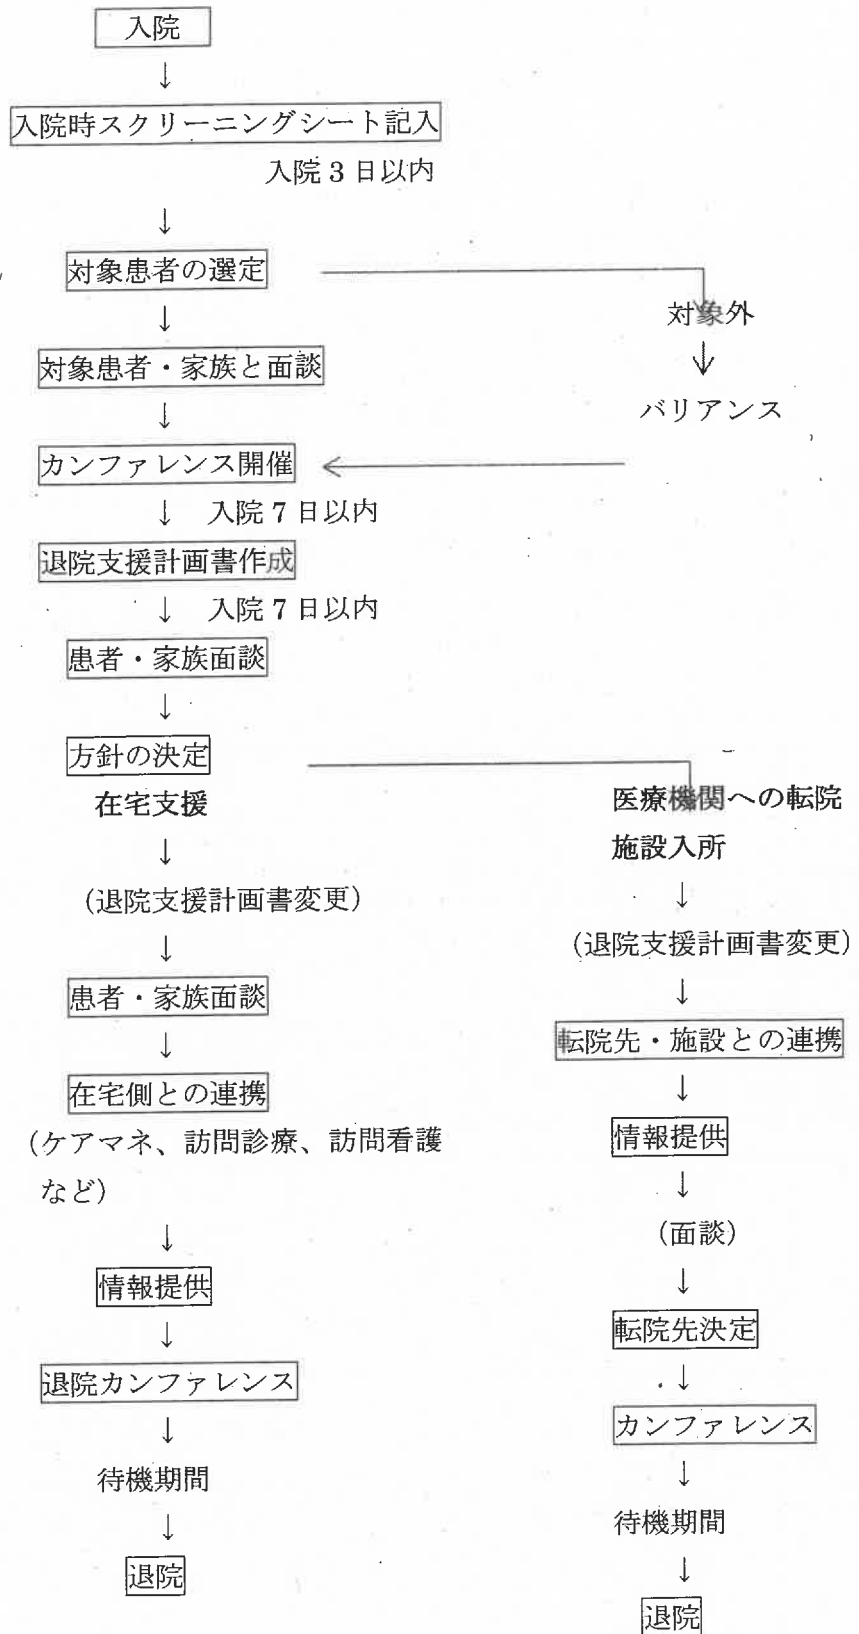 入院
↓
入院時スクリーニングシート記入
入院3日以内
↓
対象患者の選定
↓
対象患者・家族と面談
↓
カンファレンス開催
↓ 入院7日以内
退院支援計画書作成
↓ 入院7日以内
患者・家族面談
↓
方針の決定
在宅支援
↓
(退院支援計画書変更)
↓
患者・家族面談
↓
在宅側との連携
(ケアマネ、訪問診療、訪問看護
など)
↓
情報提供
↓
退院カンファレンス
↓
待機期間
↓
退院
対象外
↓
バリアンス
←
医療機関への転院
施設入所
↓
(退院支援計画書変更)
↓
転院先・施設との連携
↓
情報提供
↓
(面談)
↓
転院先決定
↓
カンファレンス
↓
待機期間
↓
退院